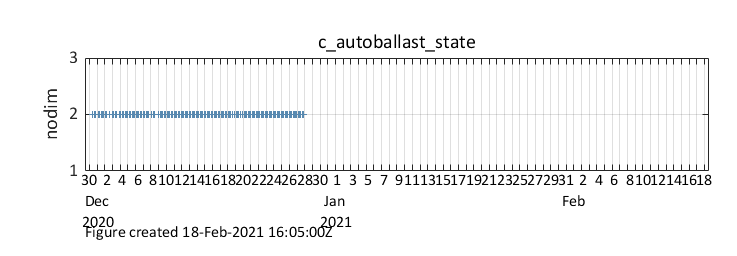 c_autoballast_state
3
nodim
2
1
30 2 4 6 8 10 12 14 16 18 20 22 24 26 28 30 1 3 5 7 9 11 13 15 17 19 21 23 25 27 29 31 2 4 6 8 10 12 14 16 18
Dec Jan Feb
2020 2021
Figure created 18-Feb-2021 16:05:00Z